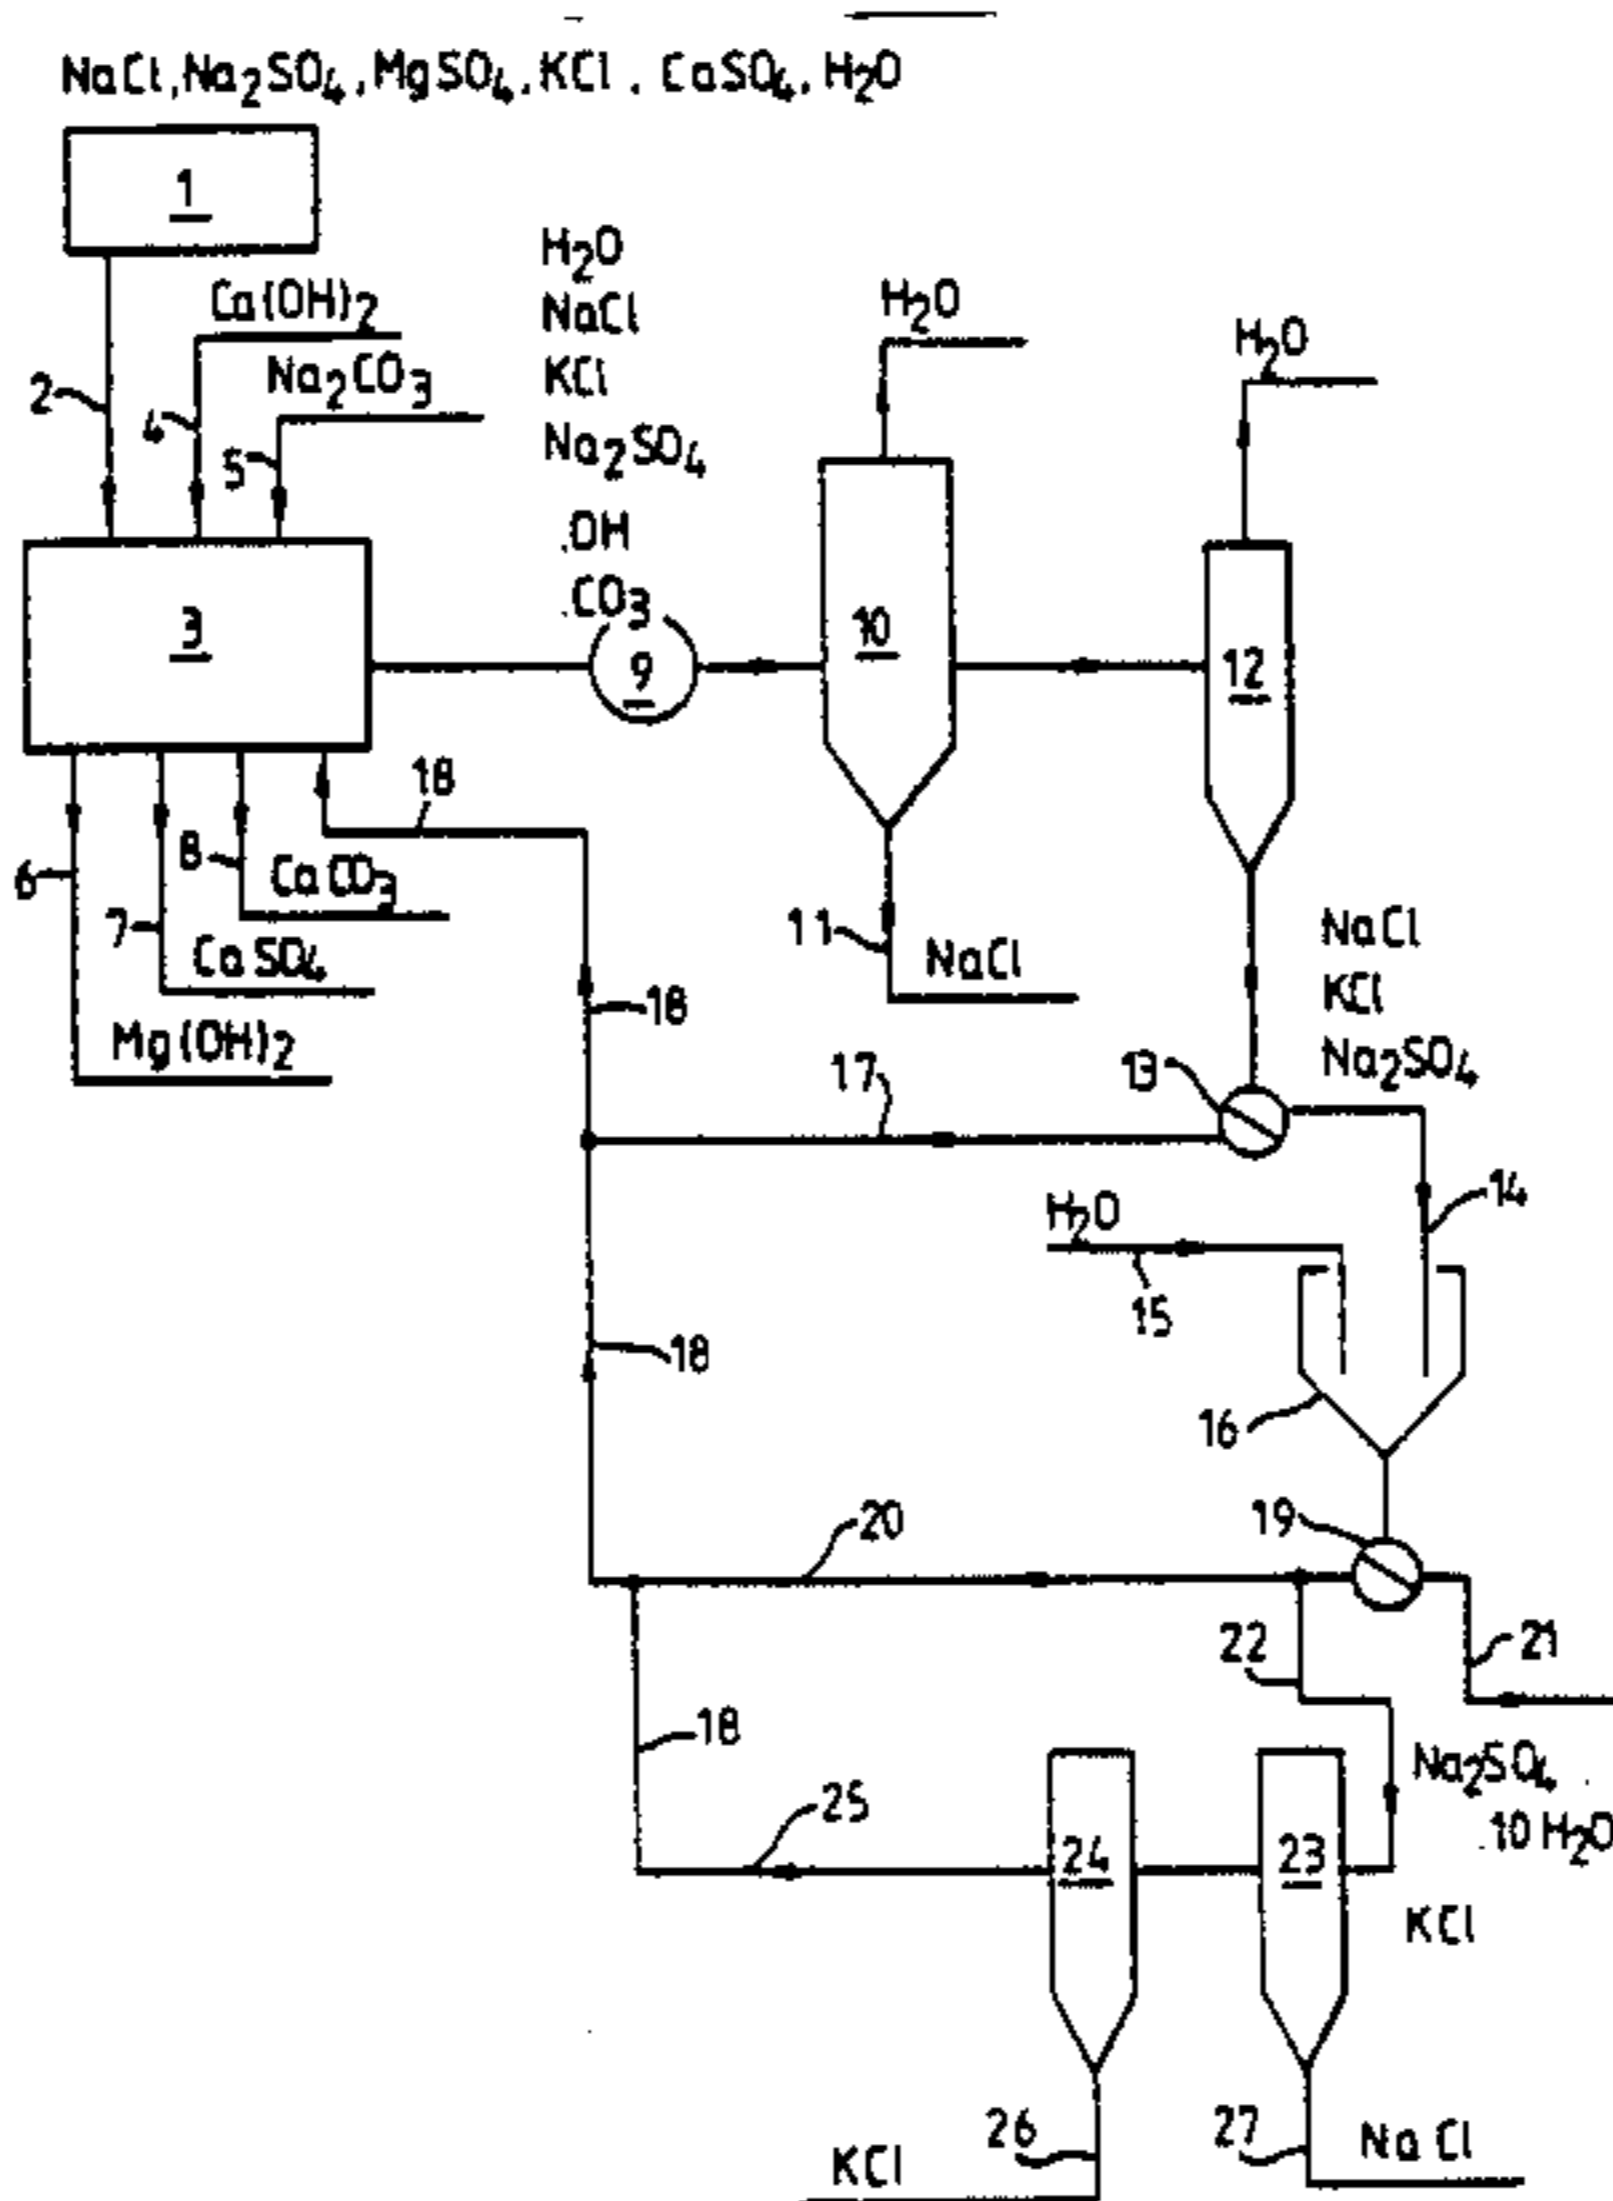 NaCl, Na2SO4, MgSO4, KCl, CaSO4, H2O
1
H2O
NaCl
KCl
Na2SO4
.OH
.CO3
Ca(OH)2
Na2CO3
2
4
5
3
9
H2O
10
H2O
12
18
6
8
CaCO3
7
CaSO4
Mg(OH)2
11
NaCl
NaCl
KCl
Na2SO4
18
17
13
14
H2O
15
18
16
20
19
22
21
18
Na2SO4
.10 H2O
25
24
23
KCl
26
27
KCl
NaCl